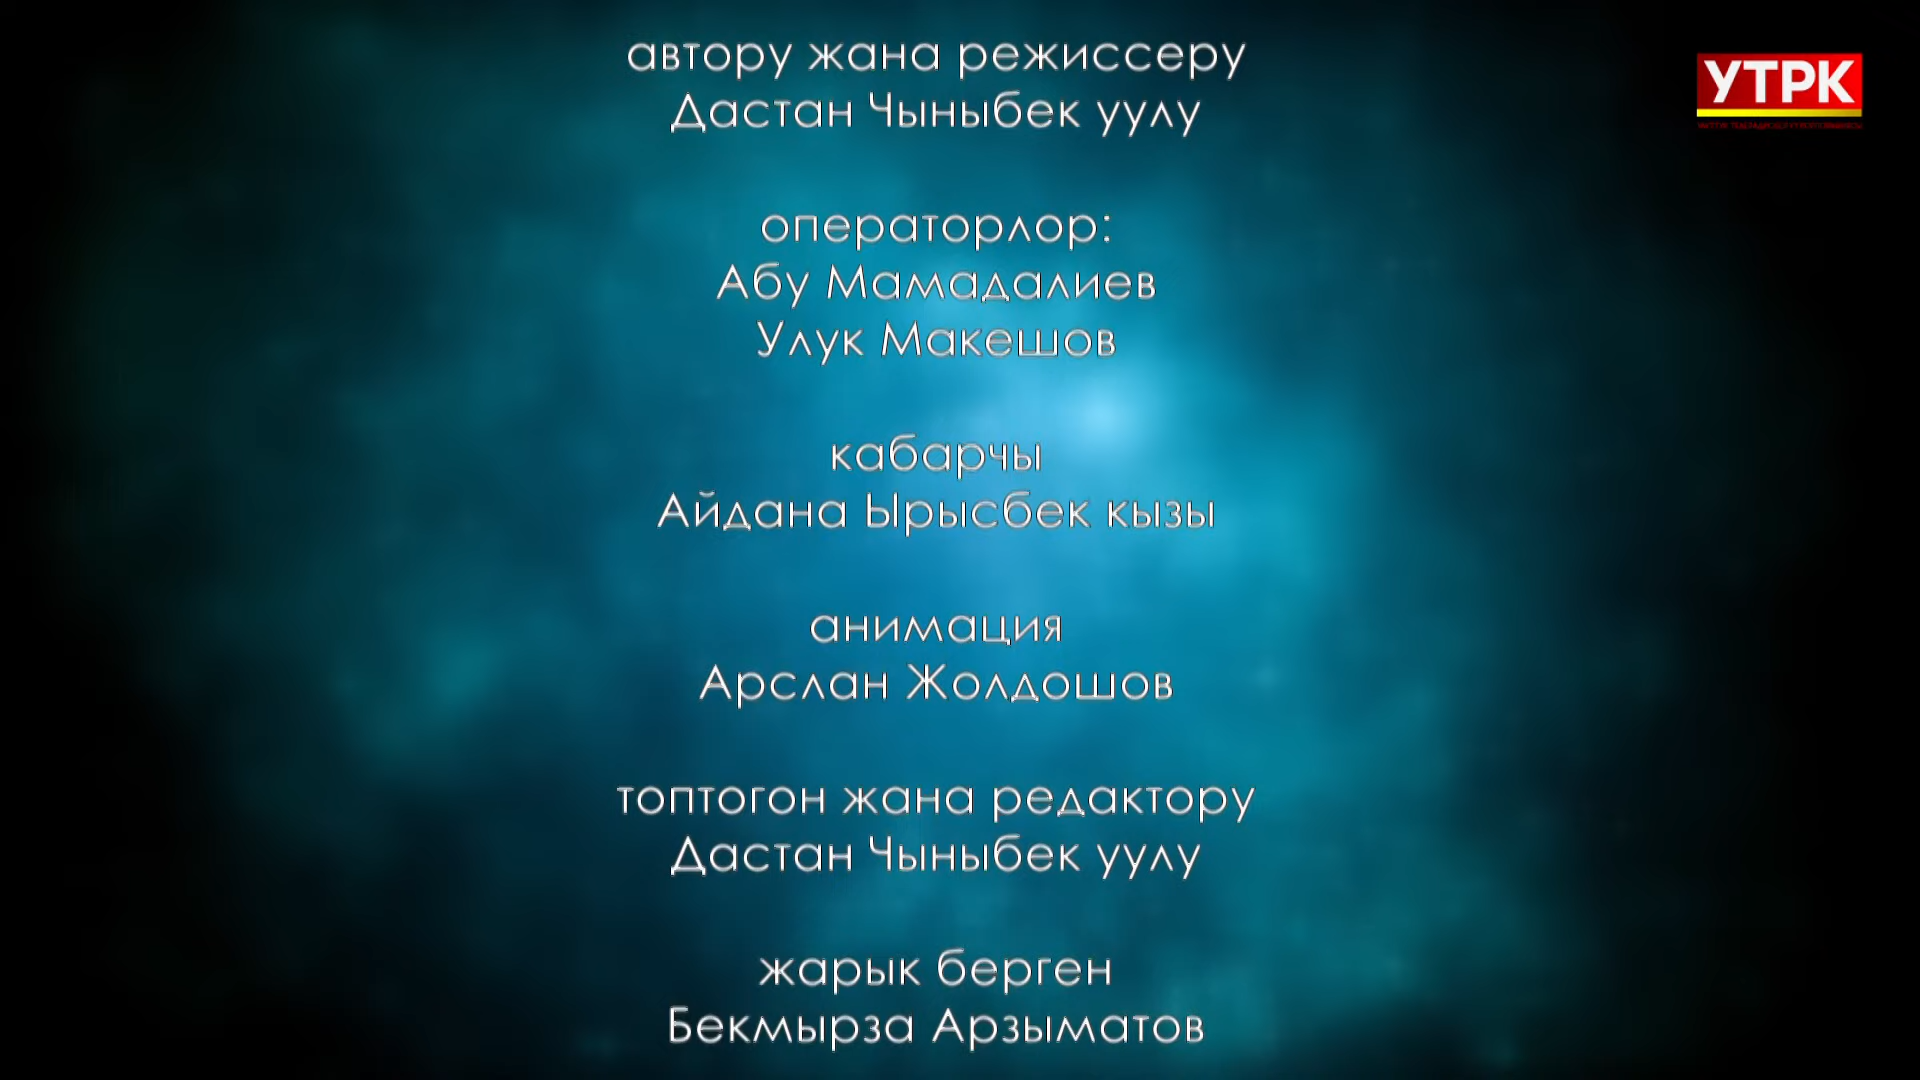 автору жана режиссеру
Дастан Чыныбек уулу
операторлор:
Абу Мамадалиев
Улук Макешов
кабарчы
Айдана Ырысбек кызы
анимация
Арслан Жолдошов
топтогон жана редактору
Дастан Чыныбек уулу
жарык берген
Бекмырза Арзыматов
УТРК